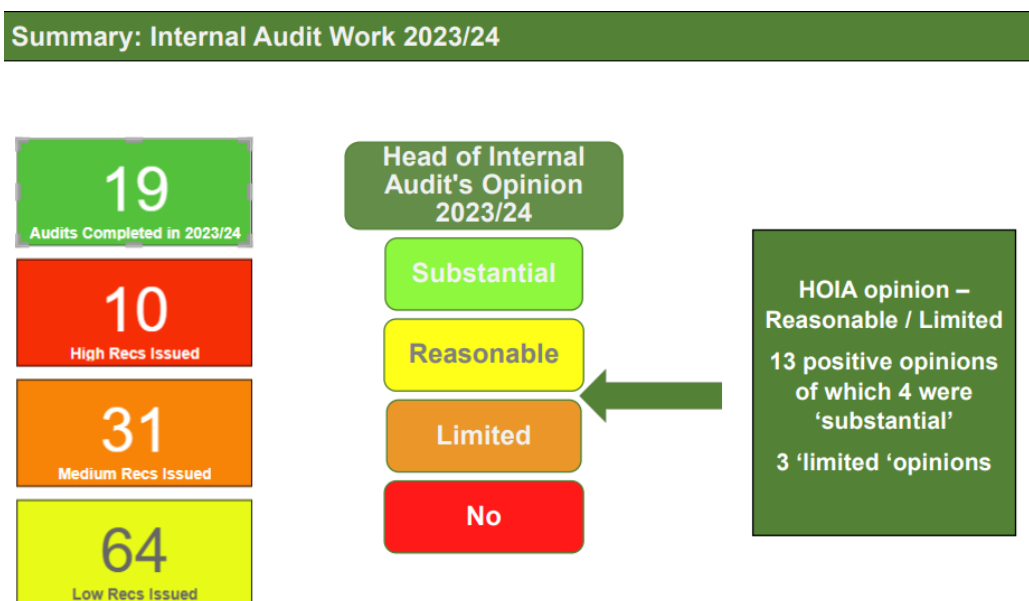 Summary: Internal Audit Work 2023/24
19
Audits Completed in 2023/24
10
High Recs Issued
31
Medium Recs Issued
64
Low Recs Issued
Head of Internal
Audit's Opinion
2023/24
Substantial
Reasonable
Limited
No
HOIA opinion –
Reasonable / Limited
13 positive opinions
of which 4 were
‘substantial’
3 ‘limited ‘opinions